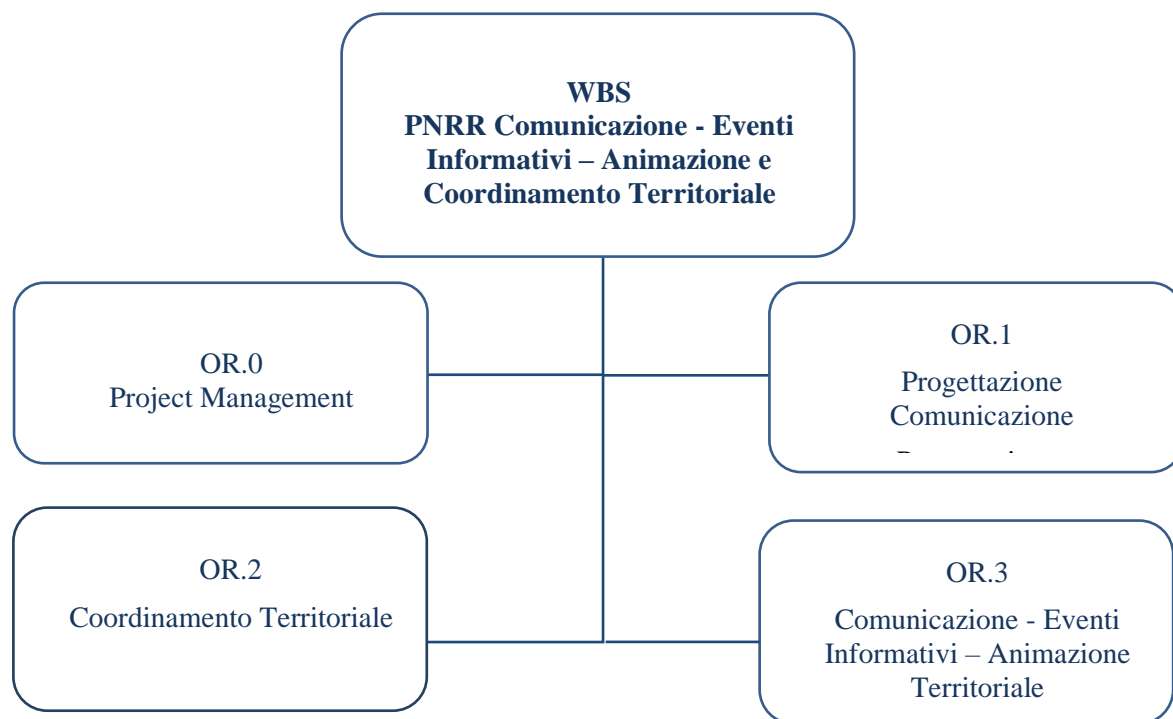 WBS
PNRR Comunicazione - Eventi
Informativi – Animazione e
Coordinamento Territoriale
OR.0
Project Management
OR.1
Progettazione
Comunicazione
OR.2
Coordinamento Territoriale
OR.3
Comunicazione - Eventi
Informativi – Animazione
Territoriale